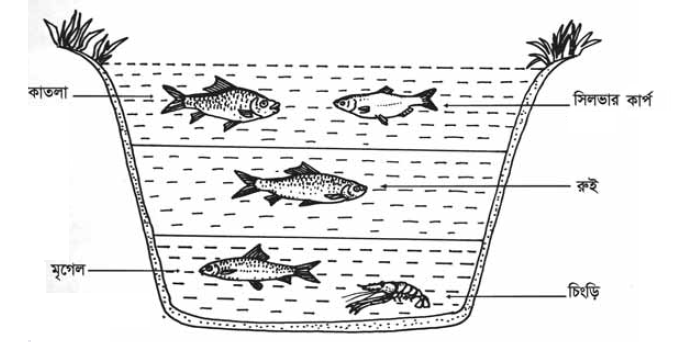 কাতলা
সিলভার কার্প
রুই
মৃগেল
চিংড়ি